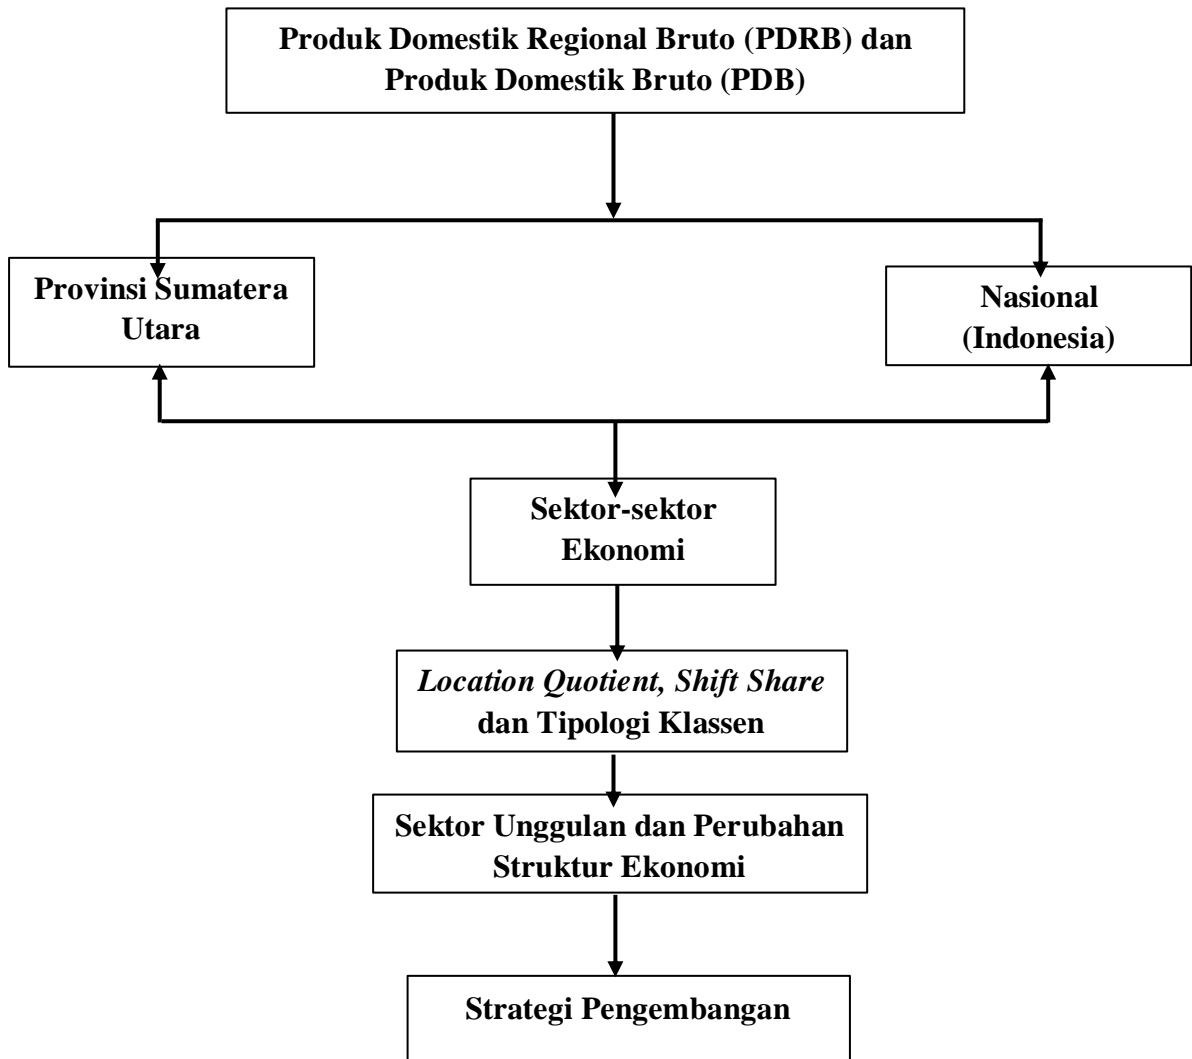 Produk Domestik Regional Bruto (PDRB) dan
Produk Domestik Bruto (PDB)
Provinsi Sumatera
Utara
Nasional
(Indonesia)
Sektor-sektor
Ekonomi
Location Quotient, Shift Share
dan Tipologi Klassen
Sektor Unggulan dan Perubahan
Struktur Ekonomi
Strategi Pengembangan